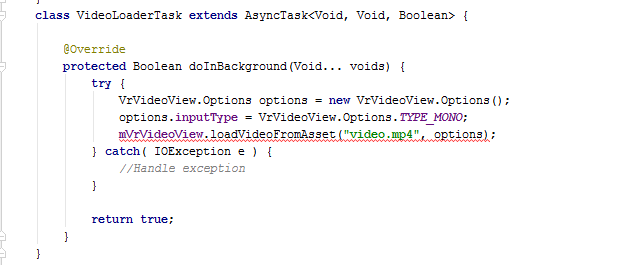 class VideoLoaderTask extends AsyncTask<Void, Void, Boolean> {
@Override
protected Boolean doInBackground(Void... voids) {
try {
VrVideoView.Options options = new VrVideoView.Options();
options.inputType = VrVideoView.Options.TYPE_MONO;
mVrVideoView.loadVideoFromAsset("video.mp4", options);
} catch( IOException e ) {
//Handle exception
}
return true;
}
}